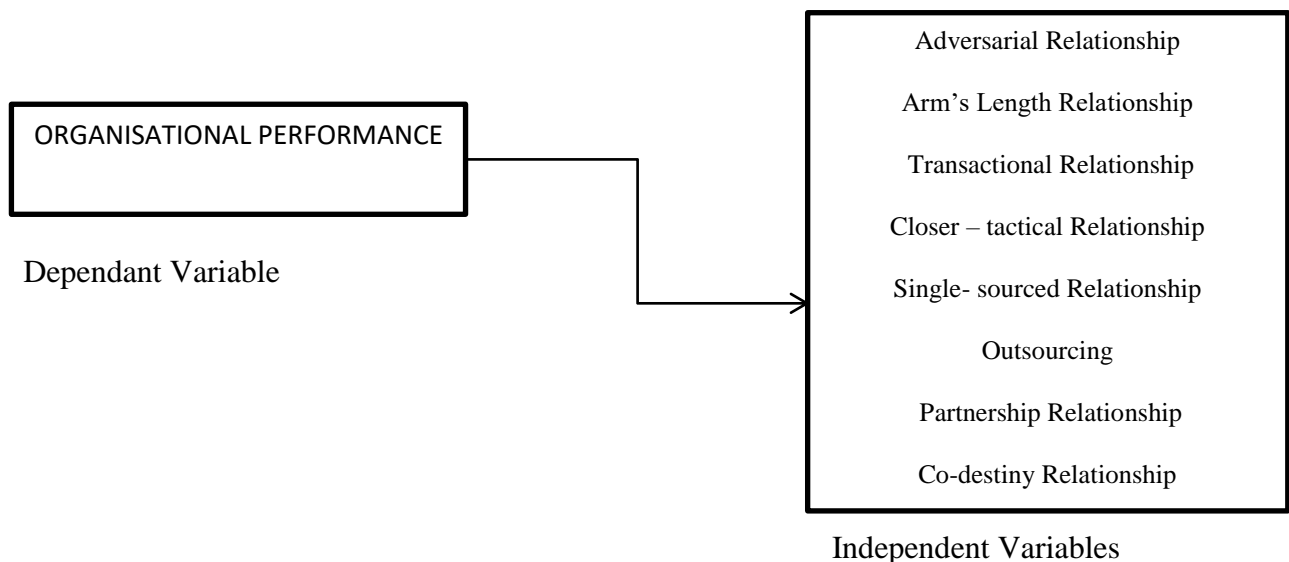 ORGANISATIONAL PERFORMANCE
Dependant Variable
Adversarial Relationship
Arm’s Length Relationship
Transactional Relationship
Closer – tactical Relationship
Single- sourced Relationship
Outsourcing
Partnership Relationship
Co-destiny Relationship
Independent Variables